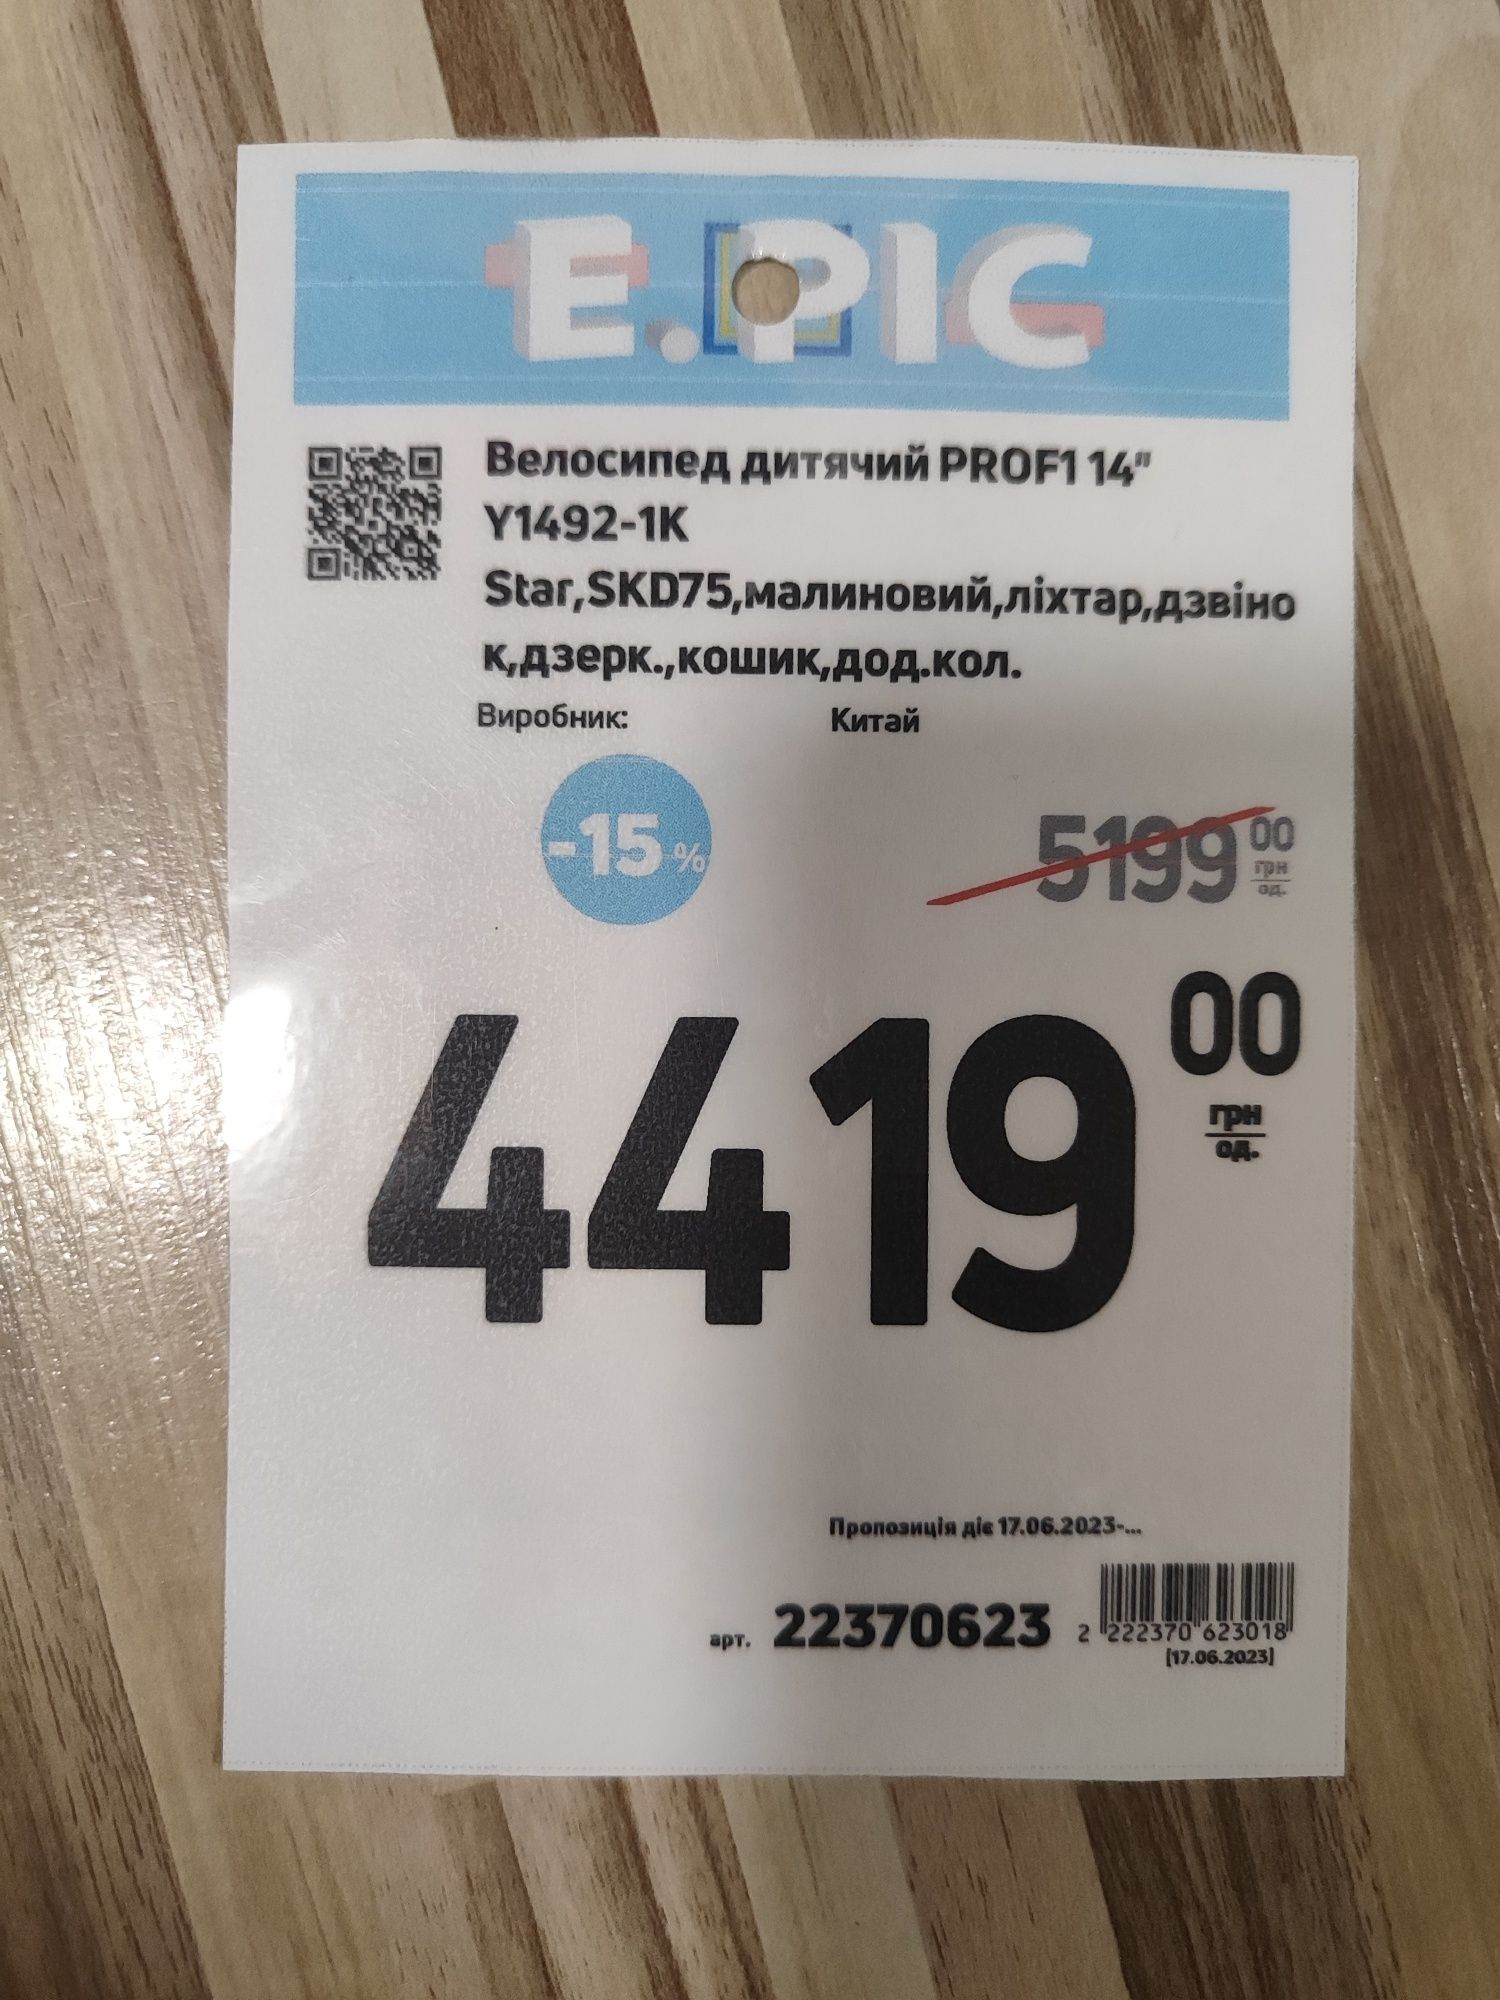 E.PIC
Велосипед дитячий PROF1 14"
Y1492-1K
Star,SKD75,малиновий,ліхтар,дзвіно
к,дзерк.,кошик,дод.кол.
Виробник: Китай
-15 %
5199 00 грн од.
4419 00 грн од.
Пропозиція діє 17.06.2023-...
арт. 22370623
2 222370 623018
[17.06.2023]